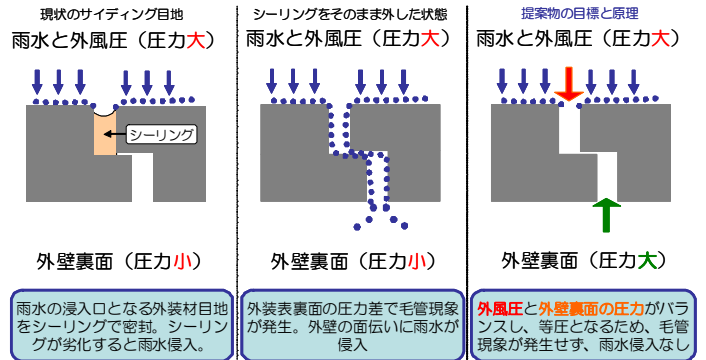 現状のサイディング目地
雨水と外風圧（圧力大）
シーリング
外壁裏面（圧力小）
雨水の浸入口となる外装材目地
をシーリングで密封。シーリン
グが劣化すると雨水侵入。
シーリングをそのまま外した状態
雨水と外風圧（圧力大）
外壁裏面（圧力小）
外装表裏面の圧力差で毛管現象
が発生。外壁の面伝いに雨水が
侵入
提案物の目標と原理
雨水と外風圧（圧力大）
外壁裏面（圧力大）
外風圧と外壁裏面の圧力がバラ
ンスし、等圧となるため、毛管
現象が発生せず、雨水侵入なし